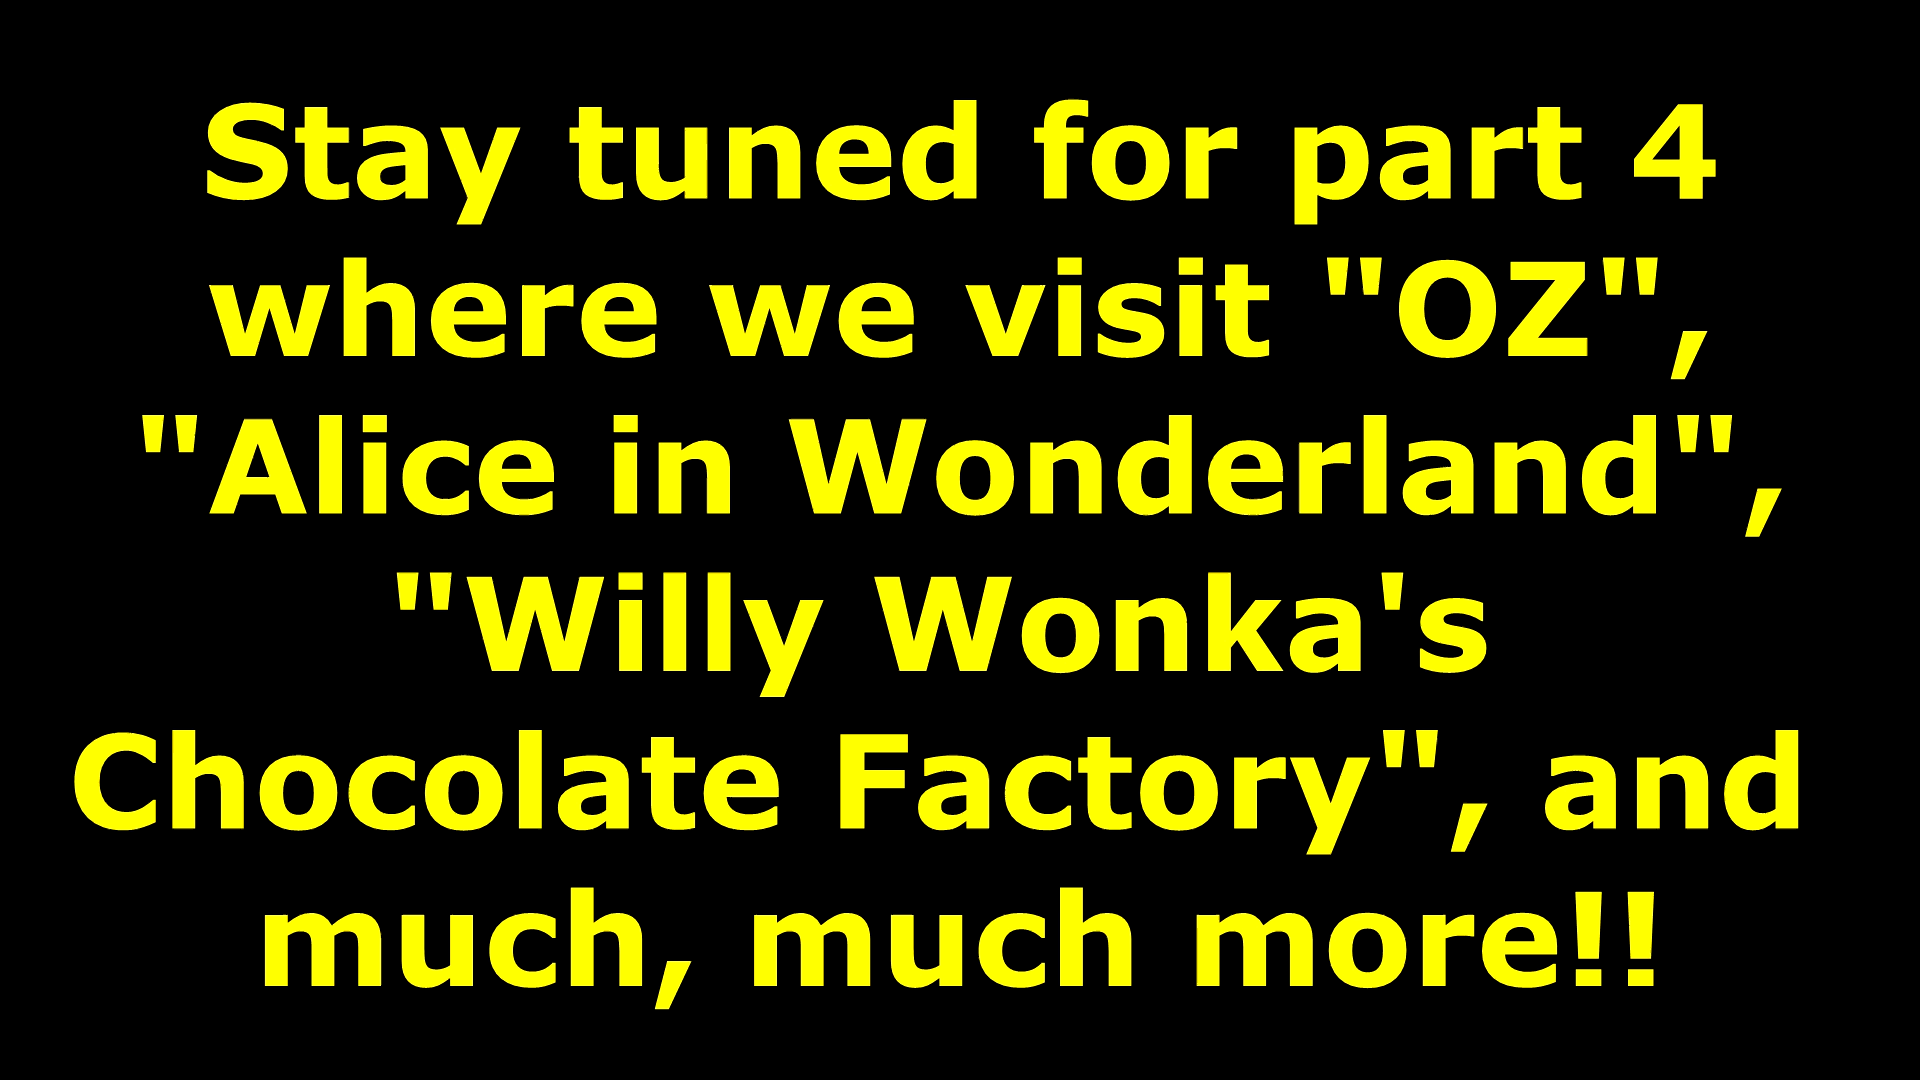 Stay tuned for part 4
where we visit "OZ",
"Alice in Wonderland",
"Willy Wonka's
Chocolate Factory", and
much, much more!!